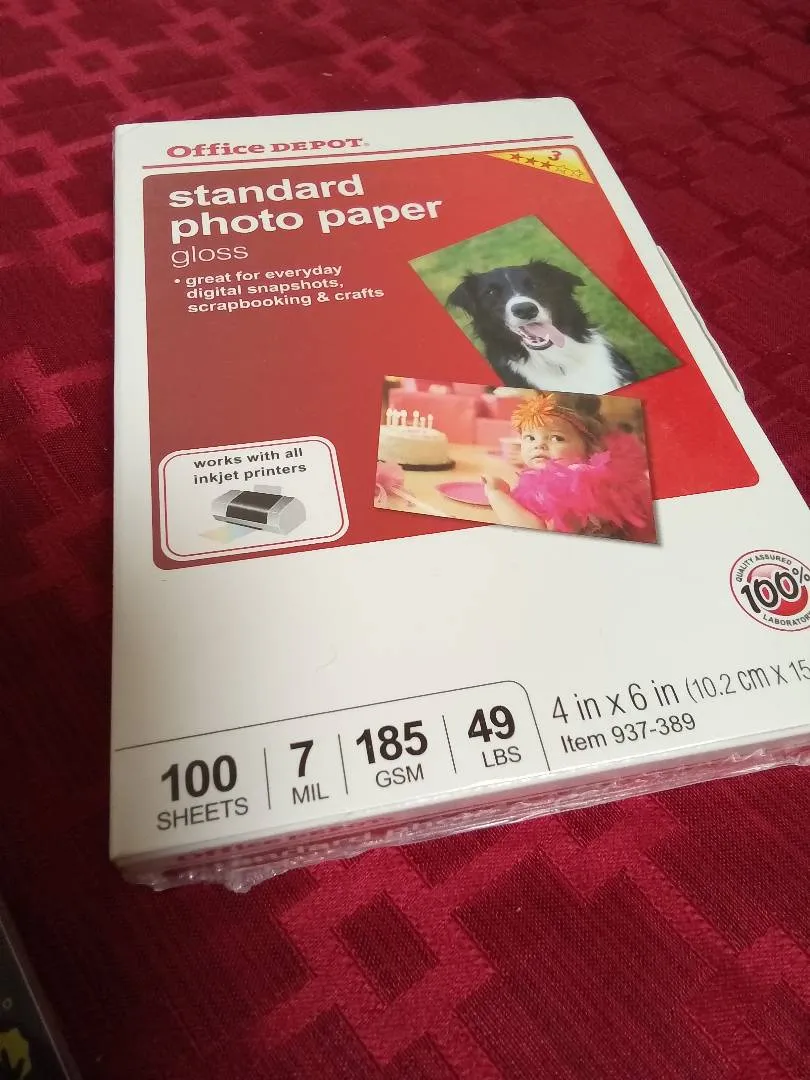 Office DEPOT®
3
standard
photo paper
gloss
• great for everyday
digital snapshots,
scrapbooking & crafts
works with all
inkjet printers
QUALITY ASSURED
100%
4 in x 6 in (10.2 cm x 15
Item 937-389
100
SHEETS
7
MIL
185
GSM
49
LBS